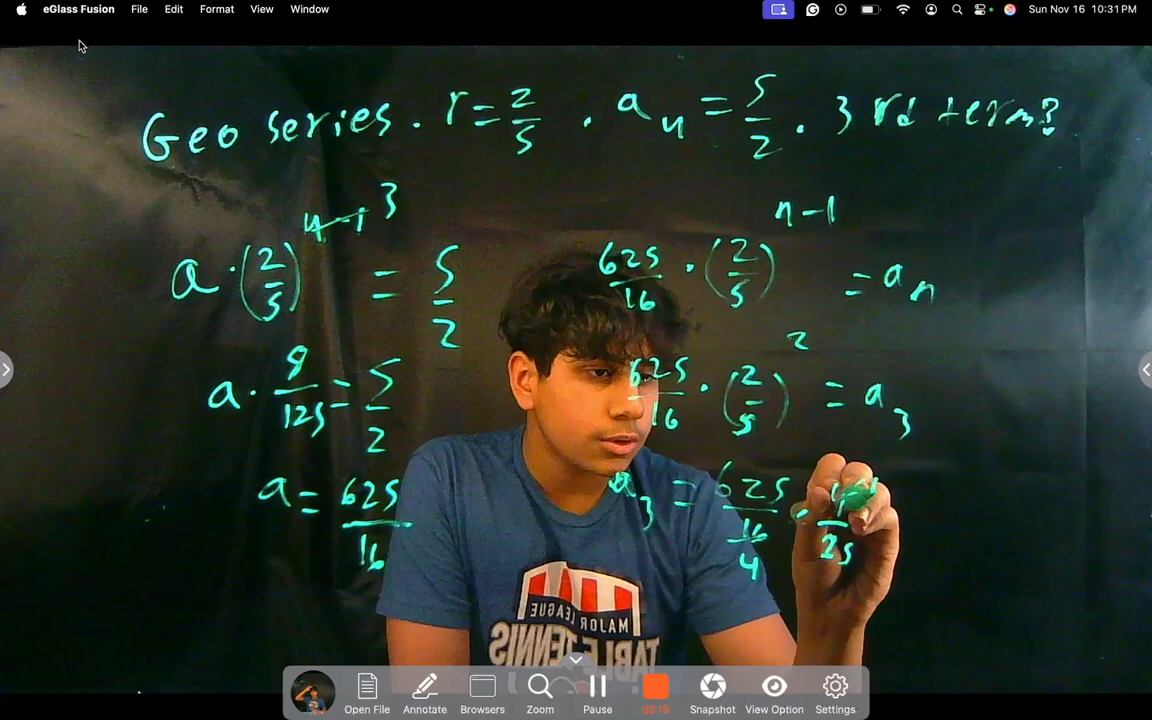 eGlass Fusion File Edit Format View Window Sun Nov 16 10:31 PM
Geo series. r = 2/5. a4 = 5/2. 3rd term?
a · (2/5)^4-1 3 = 5/2
625/16 · (2/5)^n-1 = an
a · 8/125 = 5/2
625/16 · (2/5)^2 = a3
a = 625/16
a3 = 625/16 4 · 4/25
MAJOR LEAGUE
TABLE TENNIS
Open File Annotate Browsers Zoom Pause 02:19 Snapshot View Option Settings